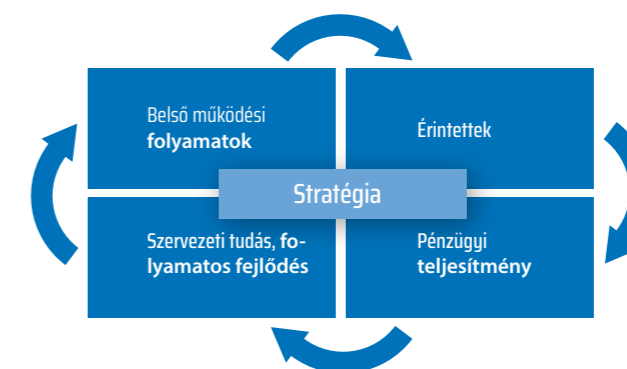 Belső működési
folyamatok
Érintettek
Stratégia
Szervezeti tudás, fo-
lyamatos fejlődés
Pénzügyi
teljesítmény